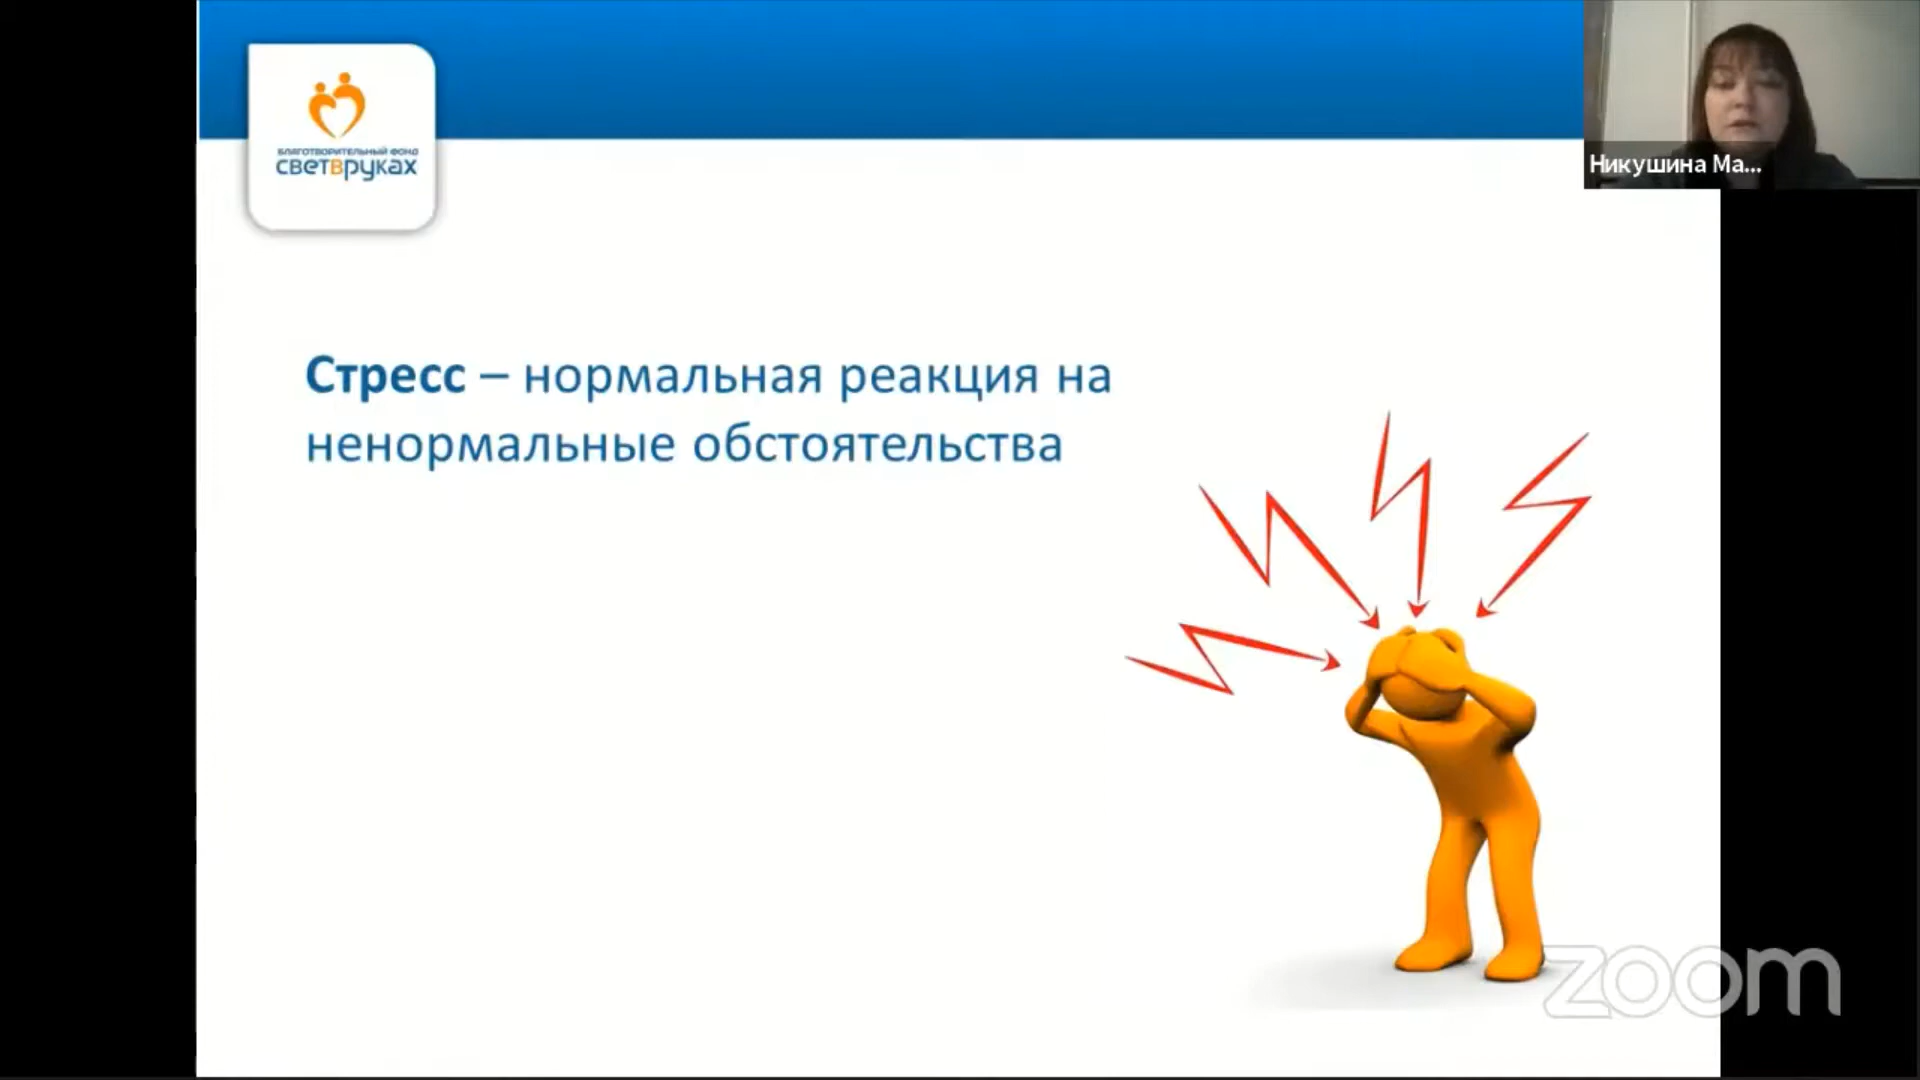 БЛАГОТВОРИТЕЛЬНЫЙ ФОНД
светвруках
Никушина Ма...
Стресс – нормальная реакция на
ненормальные обстоятельства
zoom